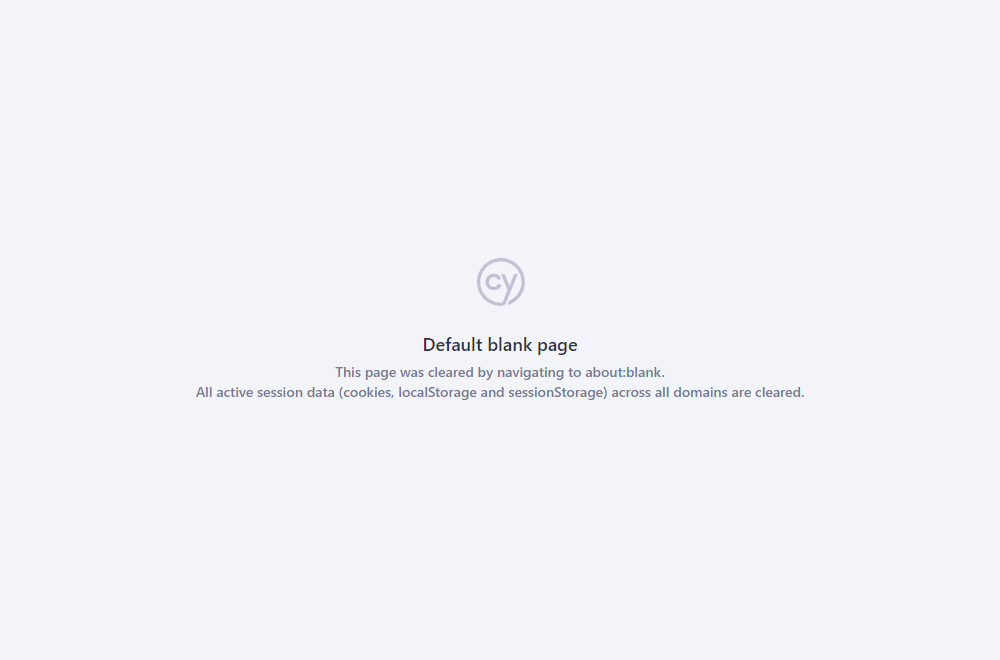 cy
Default blank page
This page was cleared by navigating to about:blank.
All active session data (cookies, localStorage and sessionStorage) across all domains are cleared.